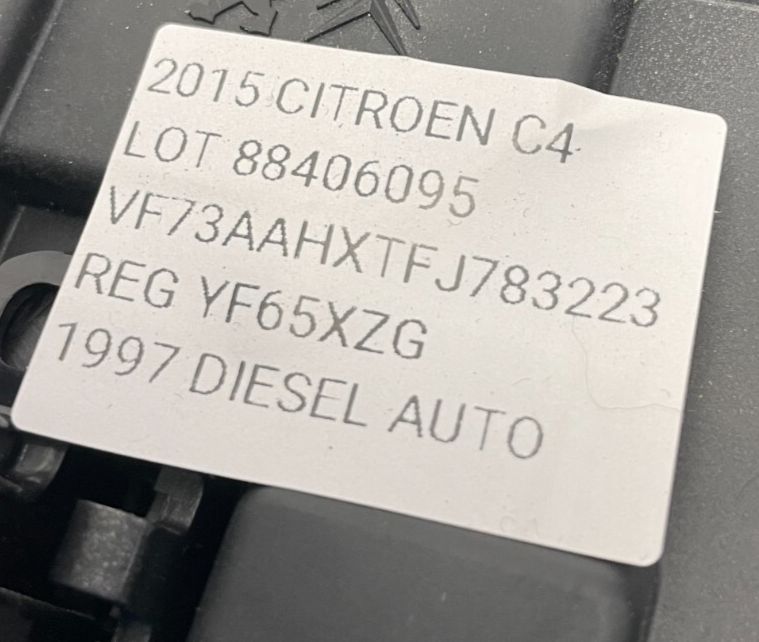 2015 CITROEN C4
LOT 88406095
VF73AAHXTFJ783223
REG YF65XZG
1997 DIESEL AUTO